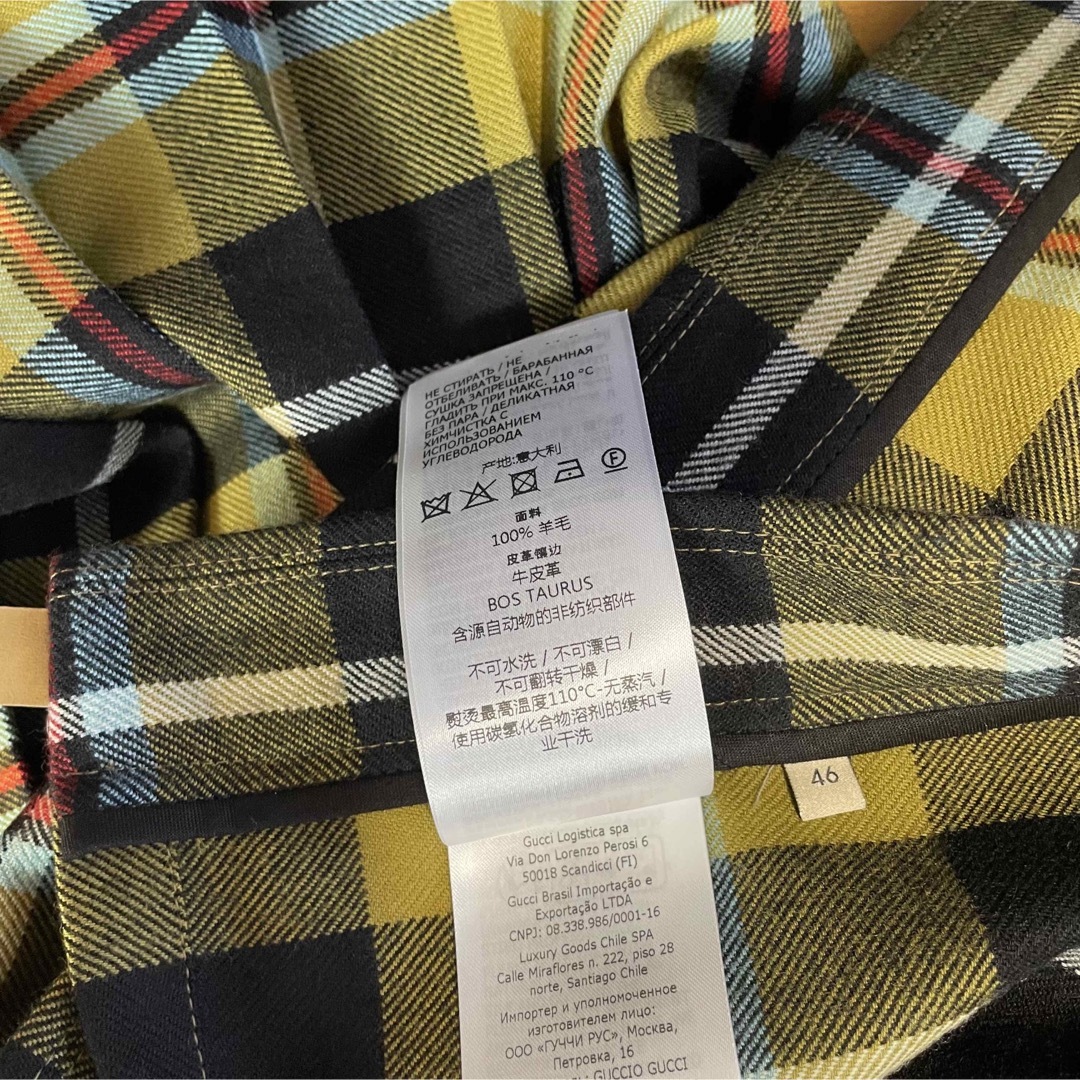 НЕ СТИРАТЬ / НЕ
ОТБЕЛИВАТЬ / БАРАБАННАЯ
СУШКА ЗАПРЕЩЕНА /
ГЛАДИТЬ ПРИ МАКС. 110 °C
БЕЗ ПАРА / ДЕЛИКАТНАЯ
ХИМЧИСТКА С
ИСПОЛЬЗОВАНИЕМ
УГЛЕВОДОРОДА
产地:意大利
F
面料
100% 羊毛
皮革镶边
牛皮革
BOS TAURUS
含源自动物的非纺织部件
不可水洗 / 不可漂白 /
不可翻转干燥 /
熨烫最高温度110°C-无蒸汽 /
使用碳氢化合物溶剂的缓和专
业干洗
46
Gucci Logistica spa
Via Don Lorenzo Perosi 6
50018 Scandicci (FI)
Gucci Brasil Importação e
Exportação LTDA
CNPJ: 08.338.986/0001-16
Luxury Goods Chile SPA
Calle Miraflores n. 222, piso 28
norte, Santiago Chile
Импортер и уполномоченное
изготовителем лицо:
ООО «ГУЧЧИ РУС», Москва,
Петровка, 16
: GUCCIO GUCCI